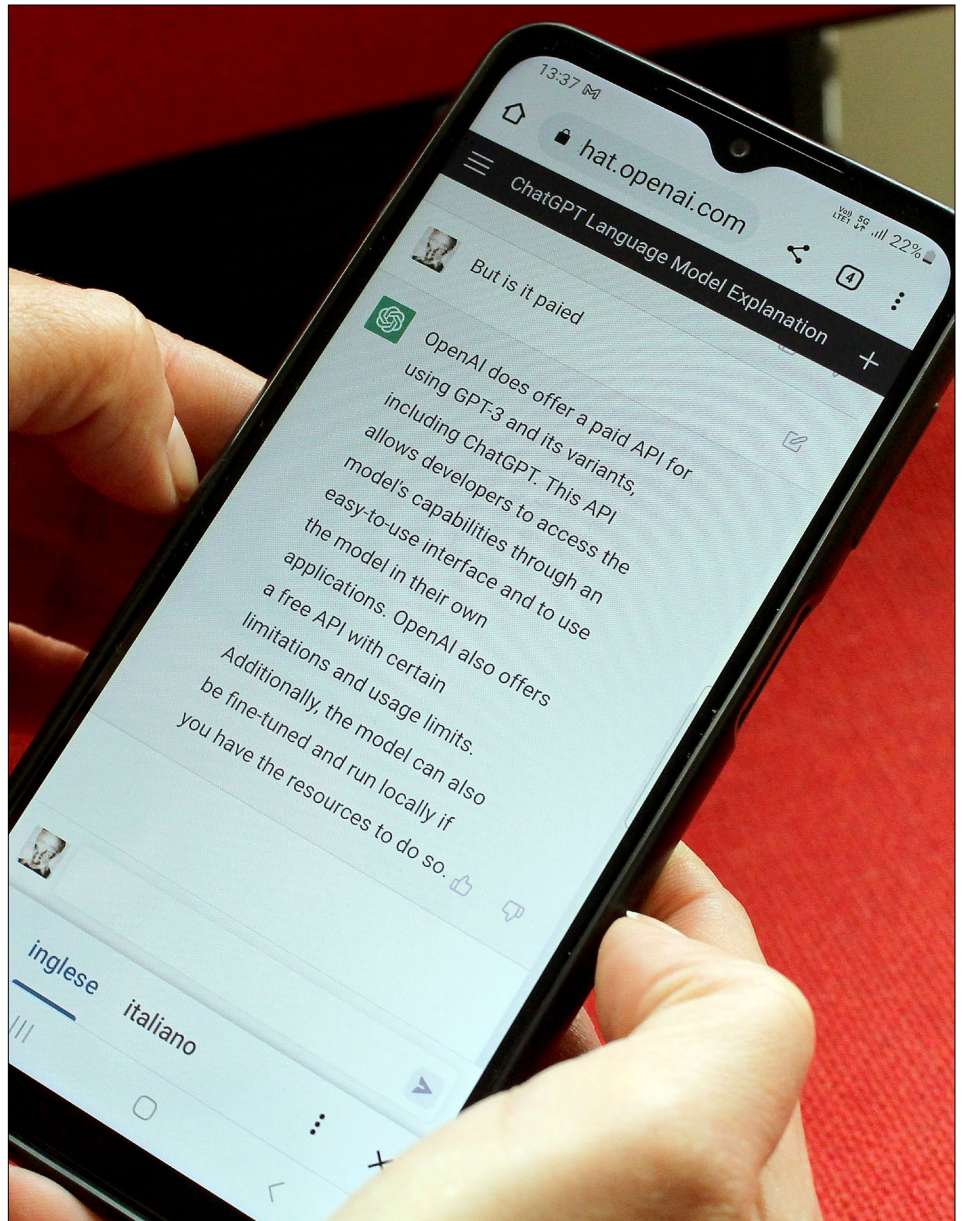 13:37
VoLTE1 5G 22%
hat.openai.com
4
ChatGPT Language Model Explanation
But is it paied
OpenAI does offer a paid API for
using GPT-3 and its variants,
including ChatGPT. This API
allows developers to access the
model's capabilities through an
easy-to-use interface and to use
the model in their own
applications. OpenAI also offers
a free API with certain
limitations and usage limits.
Additionally, the model can also
be fine-tuned and run locally if
you have the resources to do so.
inglese italiano